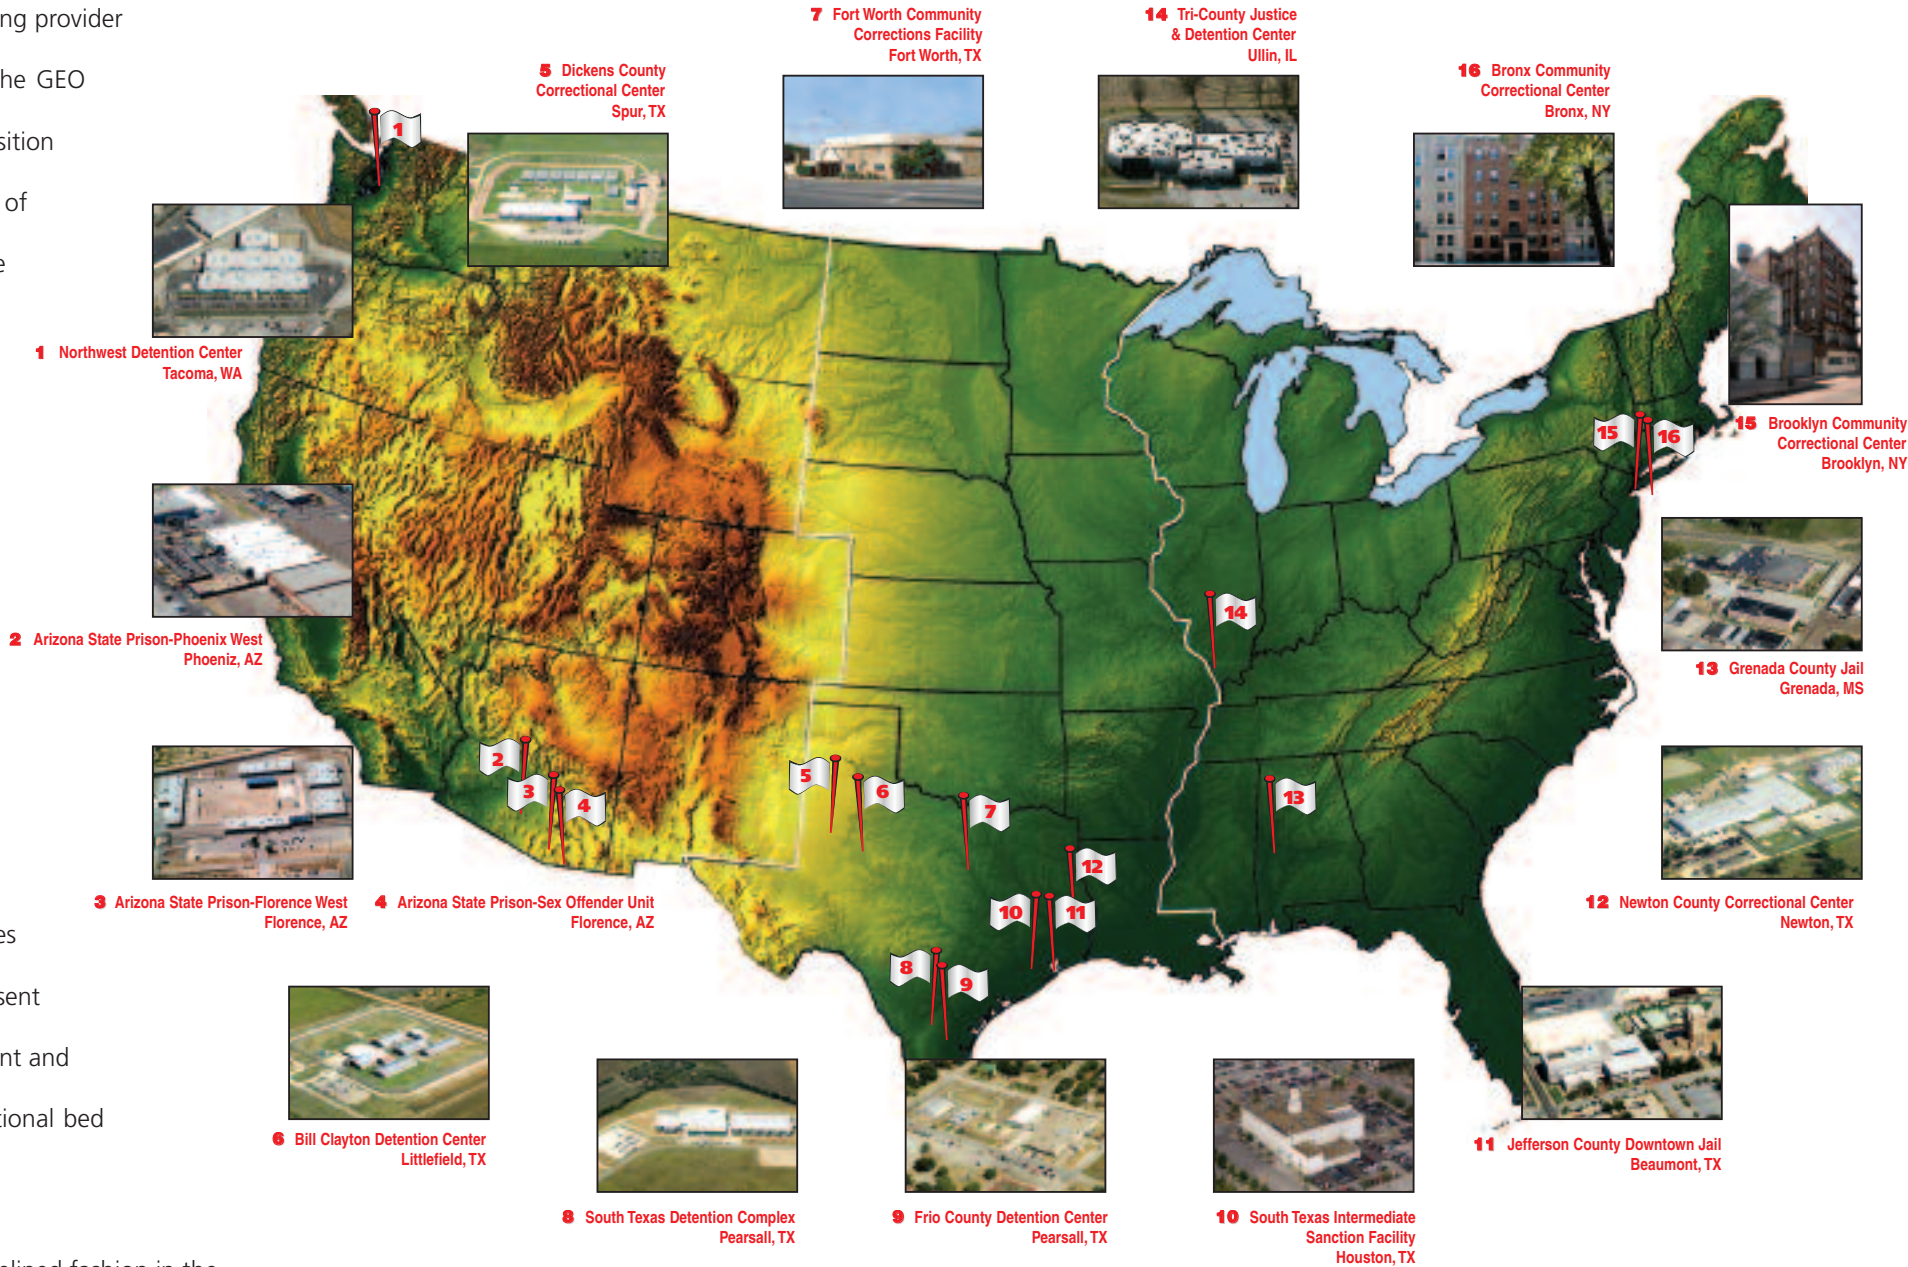 ng provider
he GEO
sition
of
e
es
sent
nt and
tional bed
lined fashion in the
7 Fort Worth Community
Corrections Facility
Fort Worth, TX
14 Tri-County Justice
& Detention Center
Ullin, IL
5 Dickens County
Correctional Center
Spur, TX
16 Bronx Community
Correctional Center
Bronx, NY
1 Northwest Detention Center
Tacoma, WA
15 Brooklyn Community
Correctional Center
Brooklyn, NY
2 Arizona State Prison-Phoenix West
Phoeniz, AZ
13 Grenada County Jail
Grenada, MS
3 Arizona State Prison-Florence West
Florence, AZ
4 Arizona State Prison-Sex Offender Unit
Florence, AZ
12 Newton County Correctional Center
Newton, TX
6 Bill Clayton Detention Center
Littlefield, TX
11 Jefferson County Downtown Jail
Beaumont, TX
8 South Texas Detention Complex
Pearsall, TX
9 Frio County Detention Center
Pearsall, TX
10 South Texas Intermediate
Sanction Facility
Houston, TX
1
2
3
4
5
6
7
8
9
10
11
12
13
14
15
16